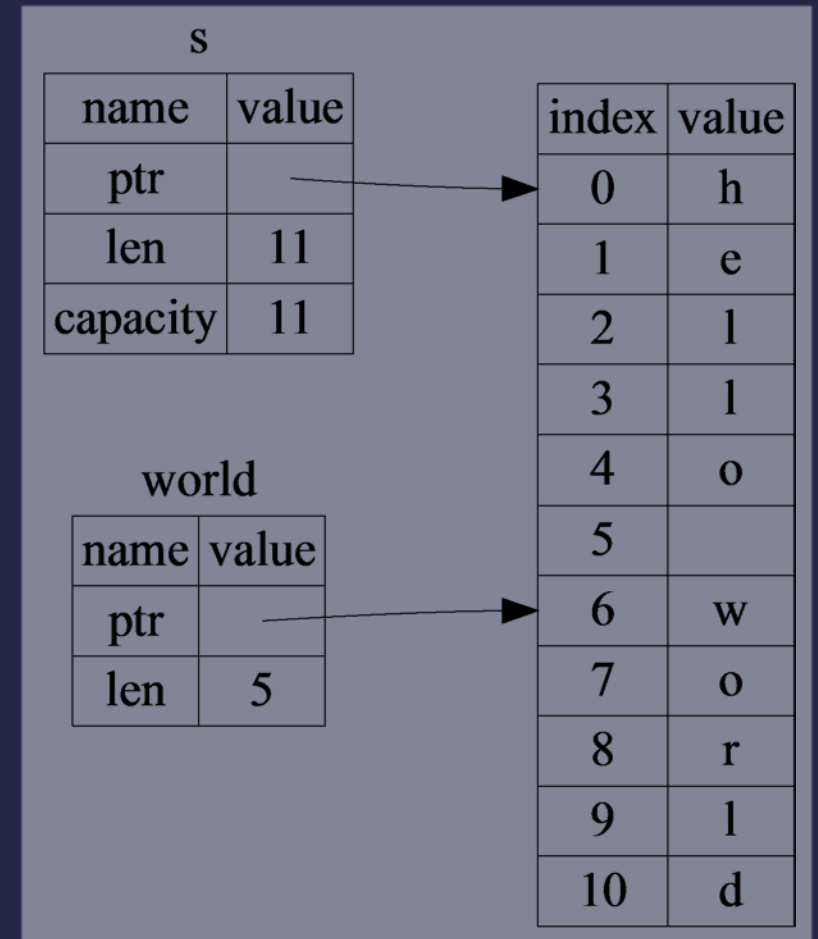 s
name value
ptr
len 11
capacity 11
world
name value
ptr
len 5
index value
0 h
1 e
2 l
3 l
4 o
5
6 w
7 o
8 r
9 l
10 d